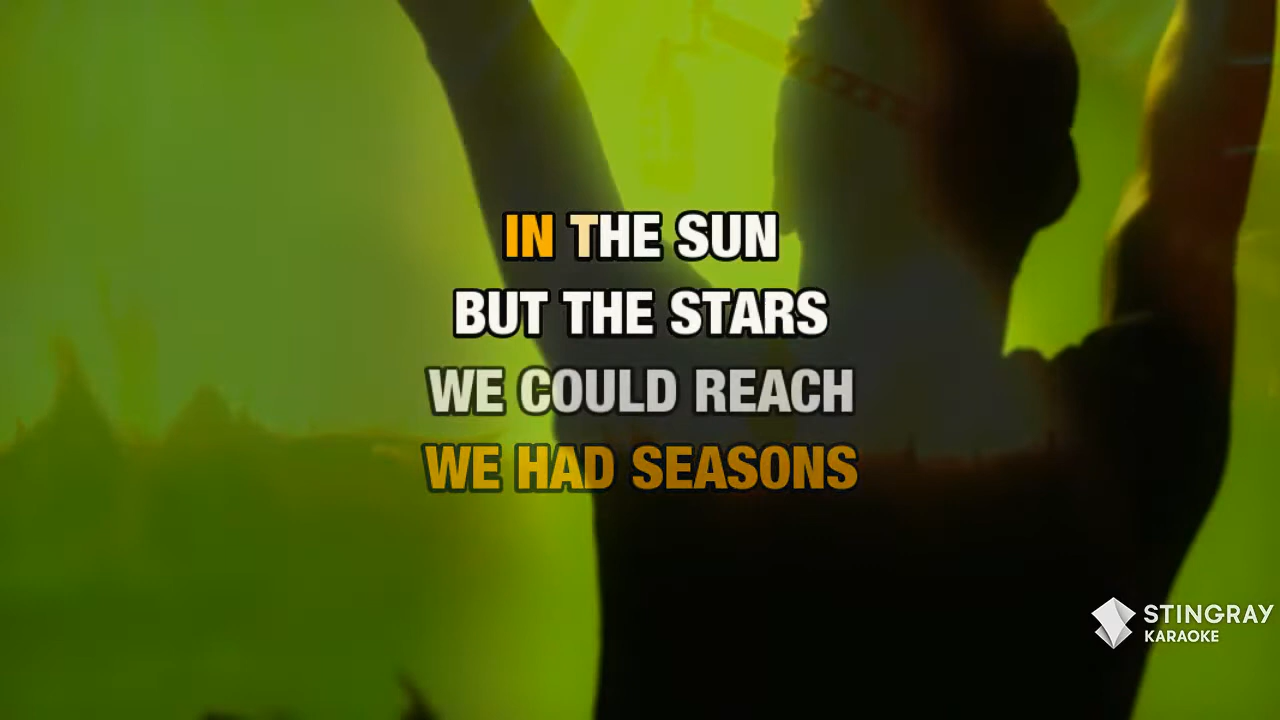 IN THE SUN
BUT THE STARS
WE COULD REACH
WE HAD SEASONS
STINGRAY
KARAOKE